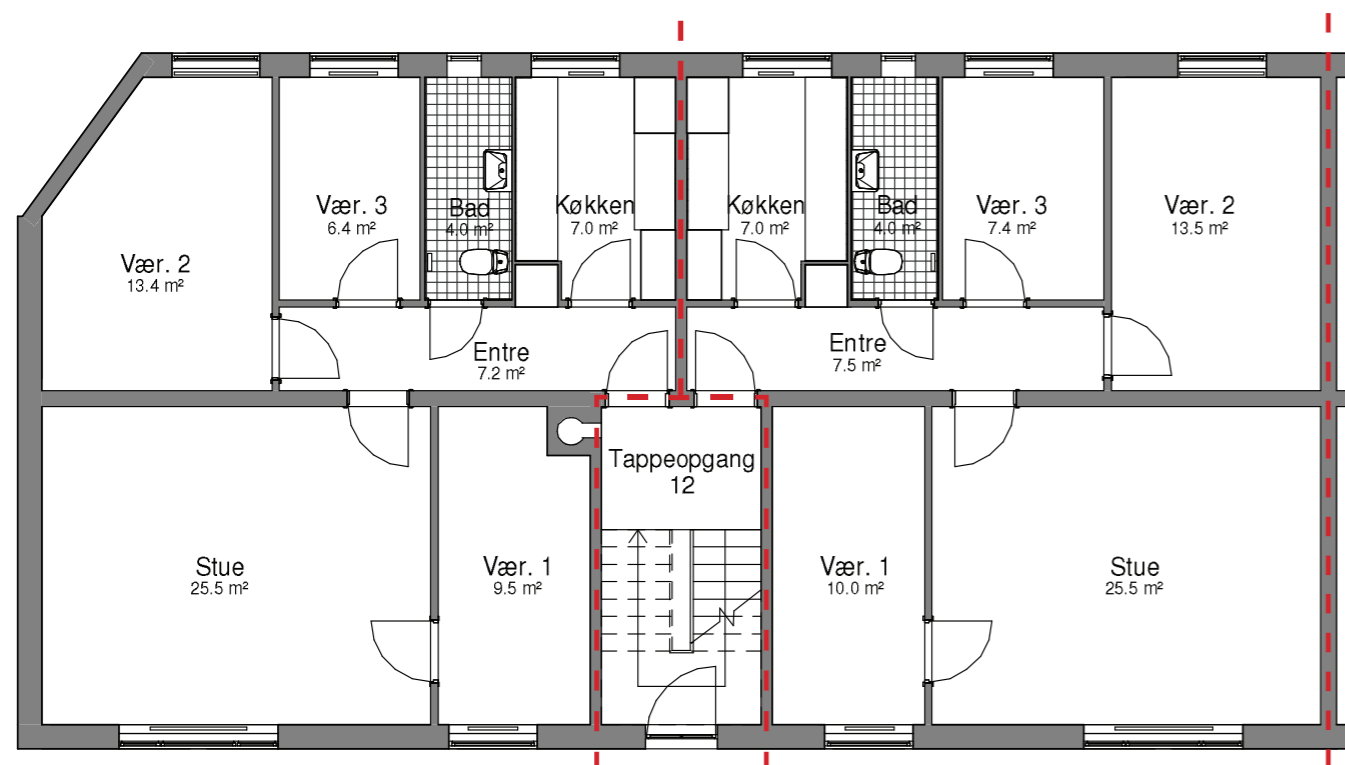 Vær. 3
6.4 m²
Bad
4.0 m²
Køkken
7.0 m²
Køkken
7.0 m²
Bad
4.0 m²
Vær. 3
7.4 m²
Vær. 2
13.5 m²
Vær. 2
13.4 m²
Entre
7.2 m²
Entre
7.5 m²
Tappeopgang
12
Stue
25.5 m²
Vær. 1
9.5 m²
Vær. 1
10.0 m²
Stue
25.5 m²